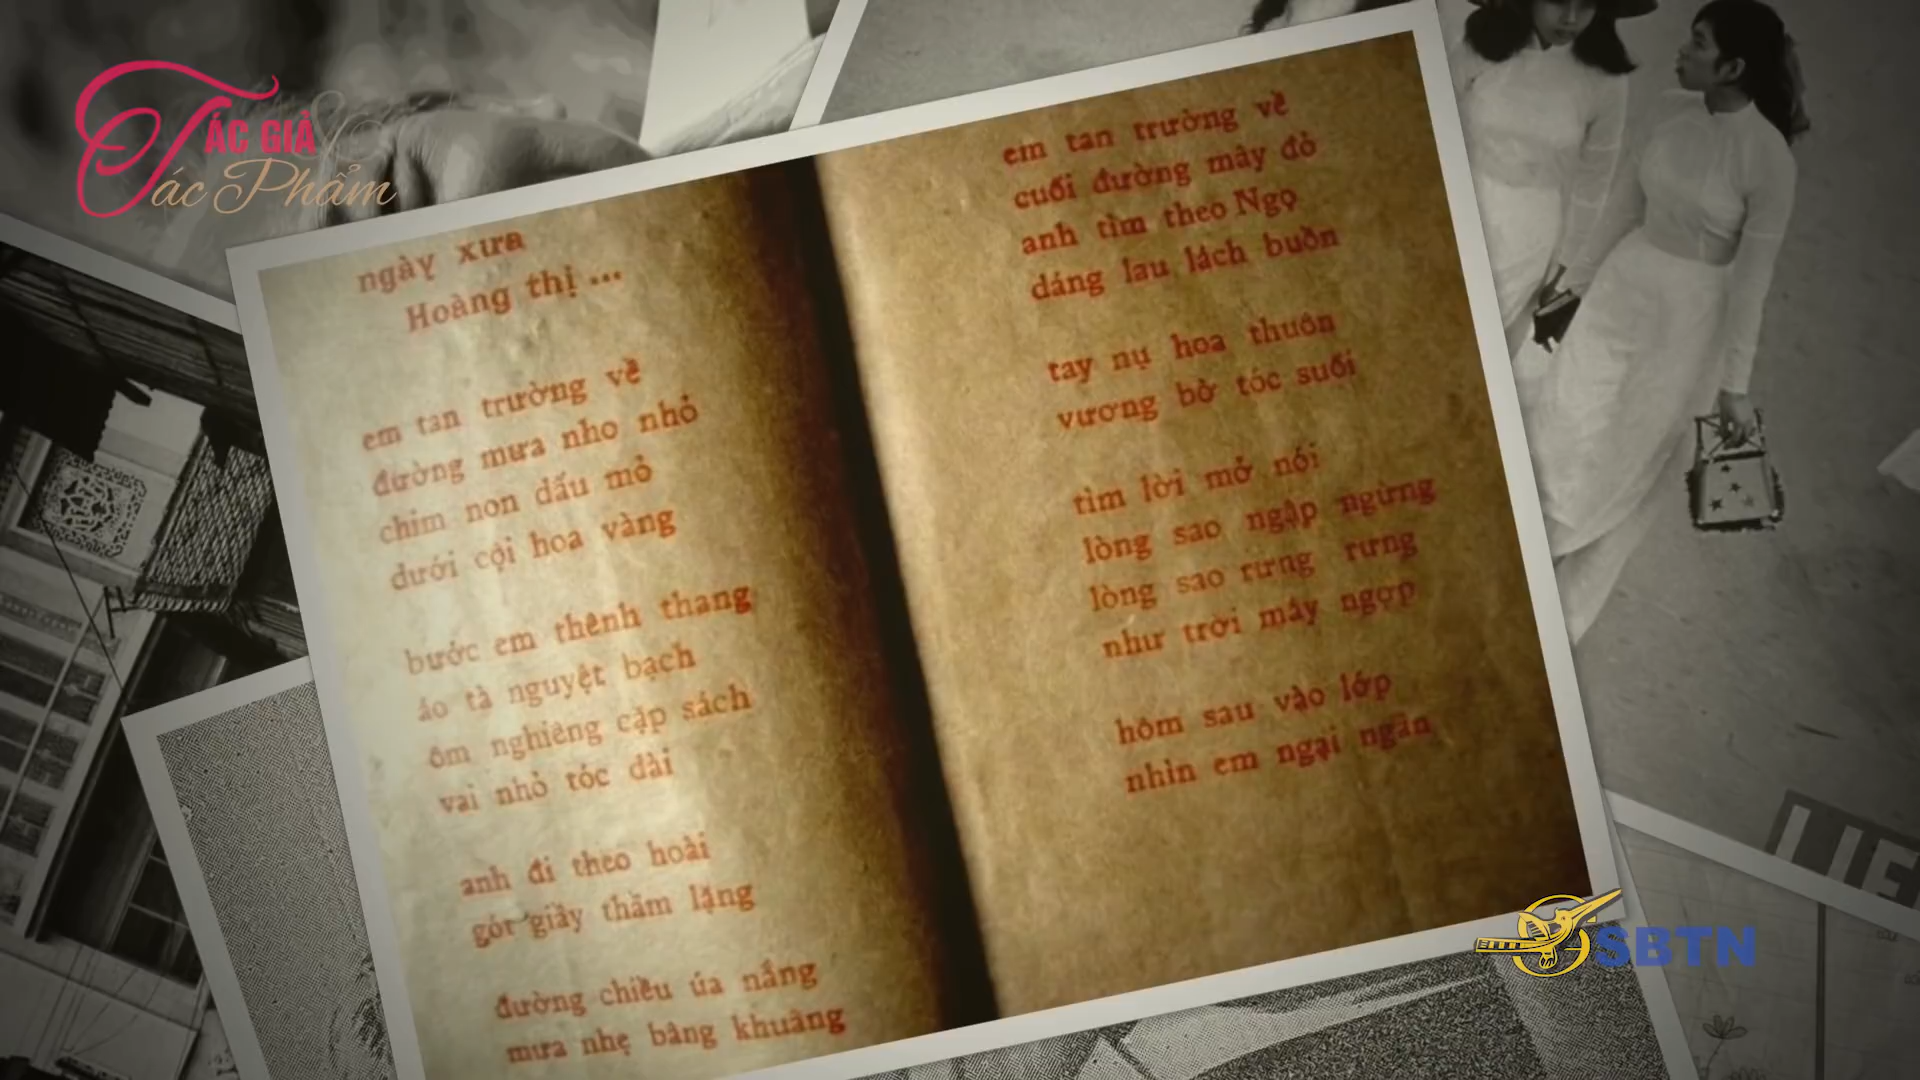 TÁC GIẢ
Tác Phẩm
ngày xưa
Hoàng thị ...
em tan trường về
đường mưa nho nhỏ
chim non dấu mỏ
dưới cội hoa vàng
bước em thênh thang
áo tà nguyệt bạch
ôm nghiêng cặp sách
vai nhỏ tóc dài
anh đi theo hoài
gót giầy thầm lặng
đường chiều úa nắng
mưa nhẹ bâng khuâng
em tan trường về
cuối đường mây đỏ
anh tìm theo Ngọ
dáng lau lách buồn
tay nụ hoa thuôn
vương bờ tóc suối
tìm lời mở nói
lòng sao ngập ngừng
lòng sao rưng rưng
như trời mây ngợp
hôm sau vào lớp
nhìn em ngại ngần
SBTN